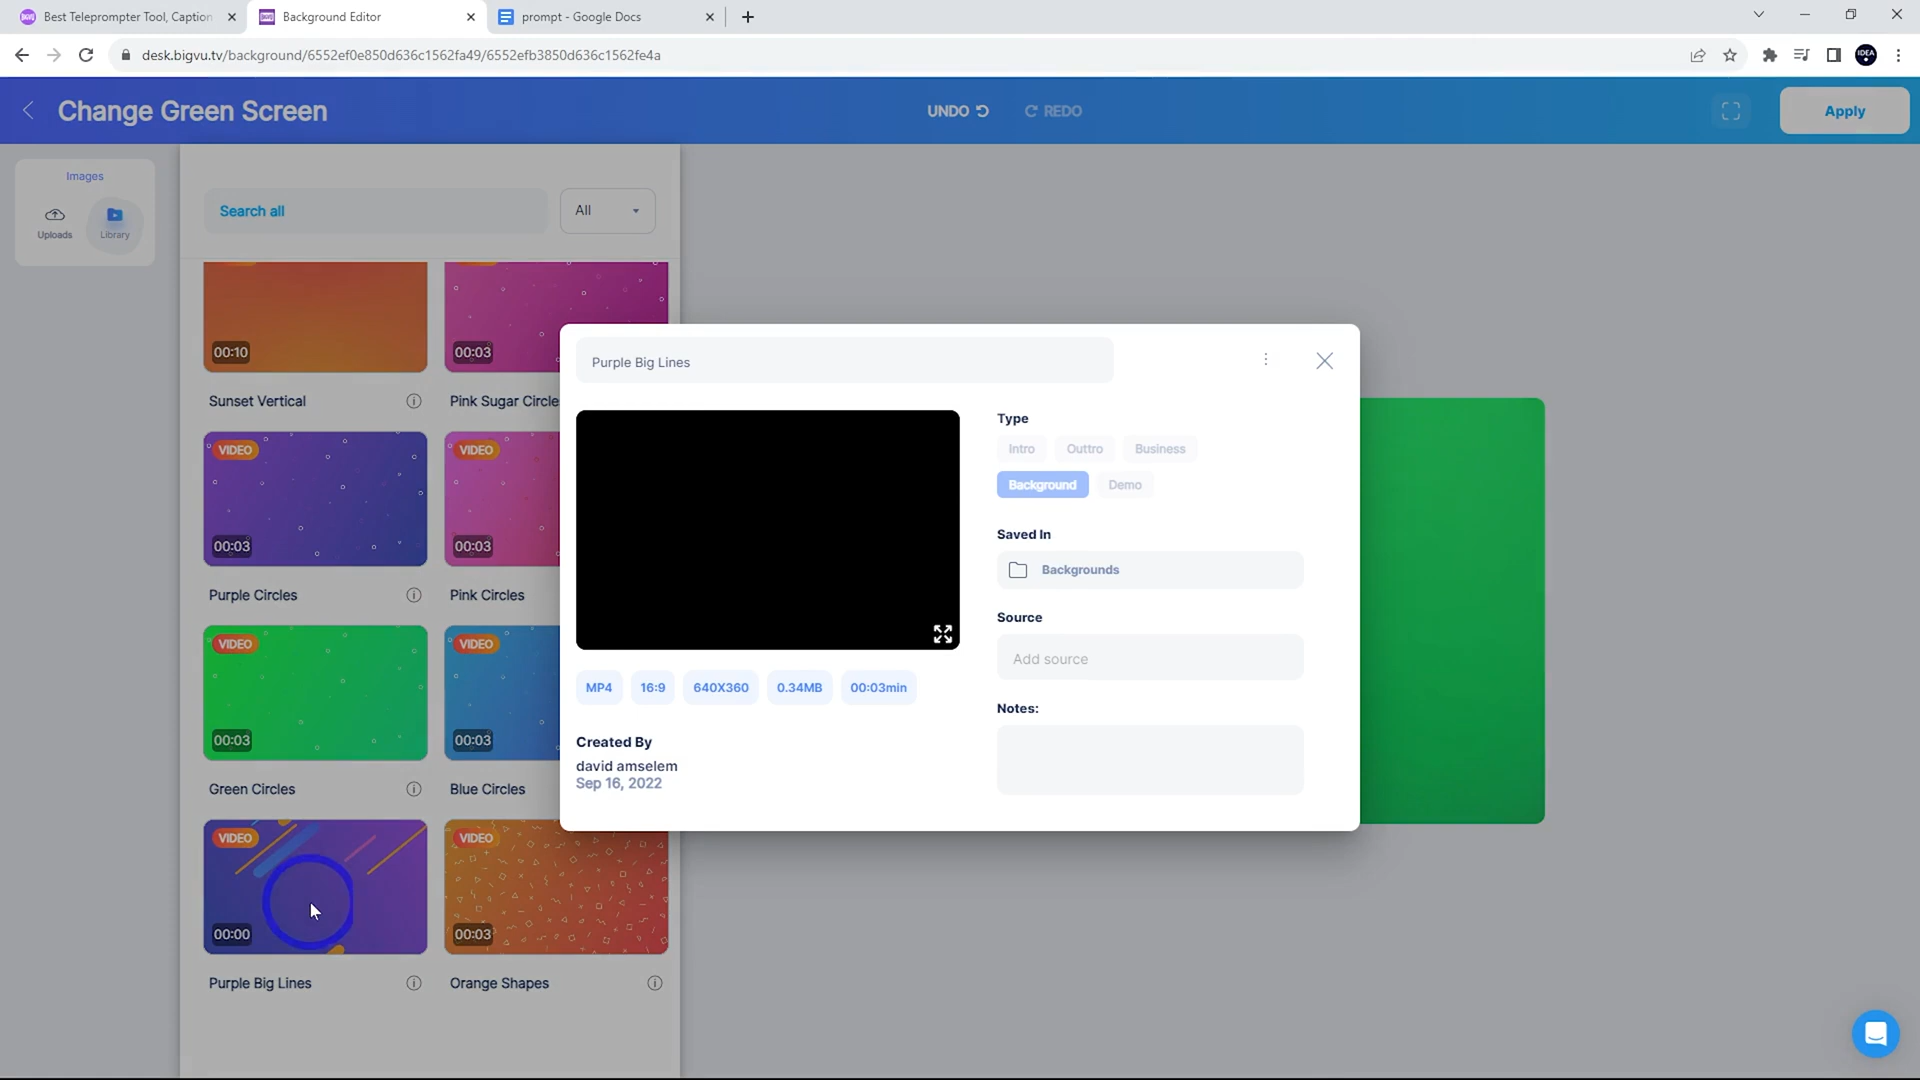 Best Teleprompter Tool, Caption
Background Editor
prompt - Google Docs
desk.bigvu.tv/background/6552ef0e850d636c1562fa49/6552efb3850d636c1562fe4a
IDEA
Change Green Screen
UNDO
REDO
Apply
Images
Uploads
Library
Search all
All
00:10
00:03
Sunset Vertical
Pink Sugar Circle
VIDEO
VIDEO
00:03
00:03
Purple Circles
Pink Circles
VIDEO
VIDEO
00:03
00:03
Green Circles
Blue Circles
VIDEO
VIDEO
00:00
00:03
Purple Big Lines
Orange Shapes
Purple Big Lines
MP4
16:9
640X360
0.34MB
00:03min
Created By
david amselem
Sep 16, 2022
Type
Intro
Outtro
Business
Background
Demo
Saved In
Backgrounds
Source
Add source
Notes: